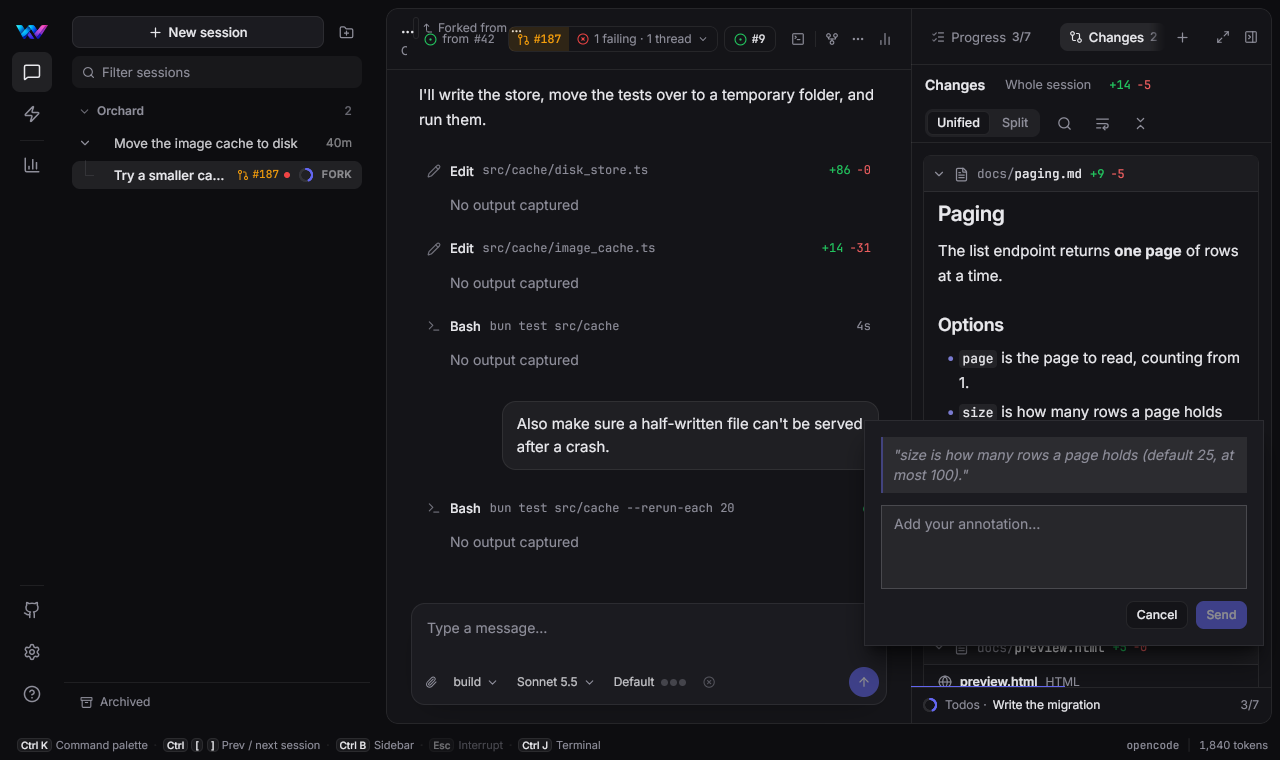 New session
Filter sessions
Orchard 2
Move the image cache to disk 40m
Try a smaller ca... #187 FORK
Archived
... Forked from ...
from #42 #187 1 failing · 1 thread #9
I'll write the store, move the tests over to a temporary folder, and
run them.
Edit src/cache/disk_store.ts +86 -0
No output captured
Edit src/cache/image_cache.ts +14 -31
No output captured
Bash bun test src/cache 4s
No output captured
Also make sure a half-written file can't be served
after a crash.
Bash bun test src/cache --rerun-each 20
No output captured
Type a message...
build Sonnet 5.5 Default
Progress 3/7 Changes 2
Changes Whole session +14 -5
Unified Split
docs/paging.md +9 -5
Paging
The list endpoint returns one page of rows
at a time.
Options
page is the page to read, counting from
1.
size is how many rows a page holds
"size is how many rows a page holds (default 25, at
most 100)."
Add your annotation...
Cancel Send
docs/preview.html +5 -0
preview.html HTML
Todos · Write the migration 3/7
Ctrl K Command palette · Ctrl [ ] Prev / next session · Ctrl B Sidebar · Esc Interrupt · Ctrl J Terminal
opencode 1,840 tokens